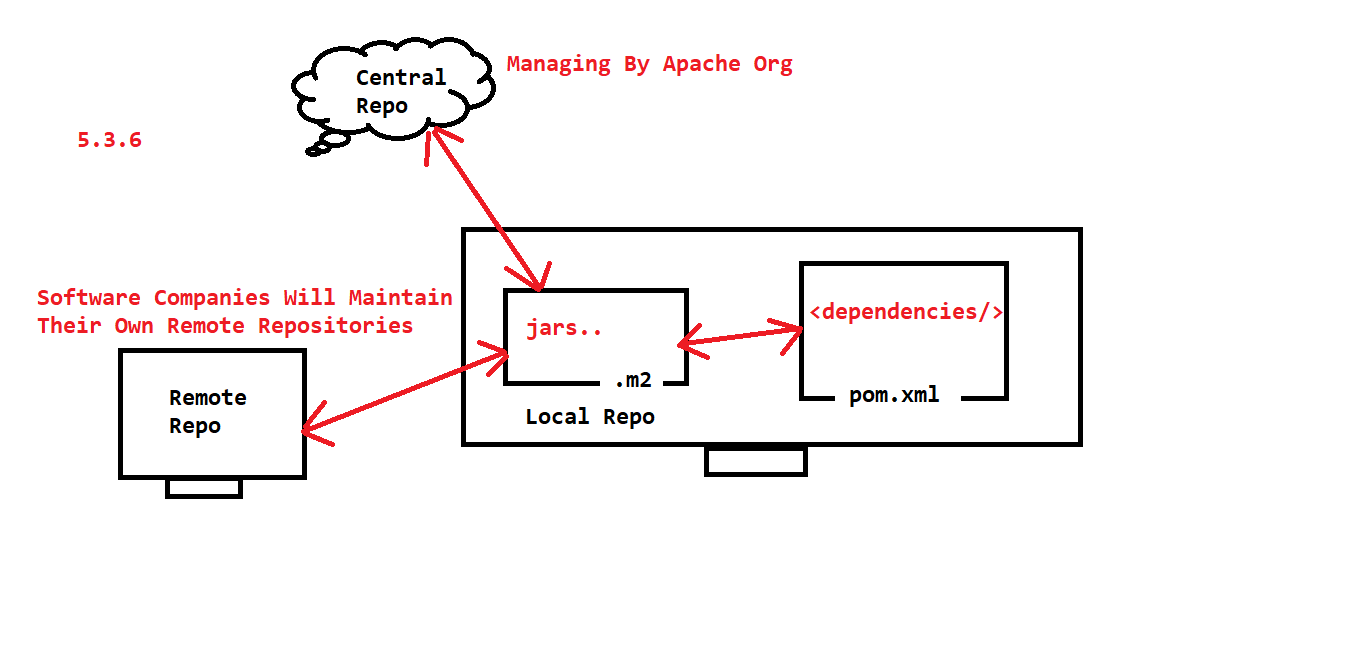 Managing By Apache Org
Central
Repo
5.3.6
Software Companies Will Maintain
Their Own Remote Repositories
<dependencies/>
jars..
.m2
pom.xml
Remote
Repo
Local Repo